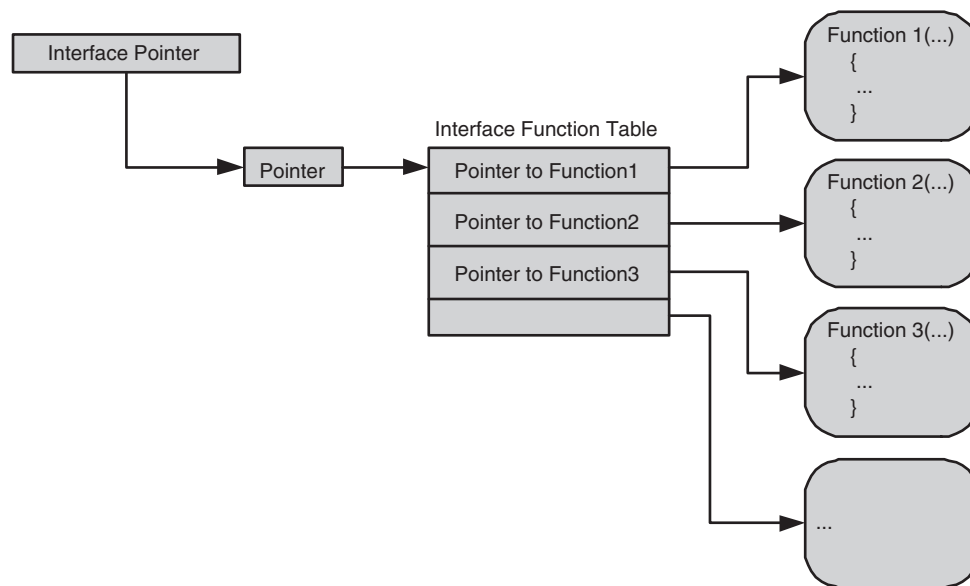 Interface Pointer
Pointer
Interface Function Table
Pointer to Function1
Pointer to Function2
Pointer to Function3
Function 1(...)
{
...
}
Function 2(...)
{
...
}
Function 3(...)
{
...
}
...